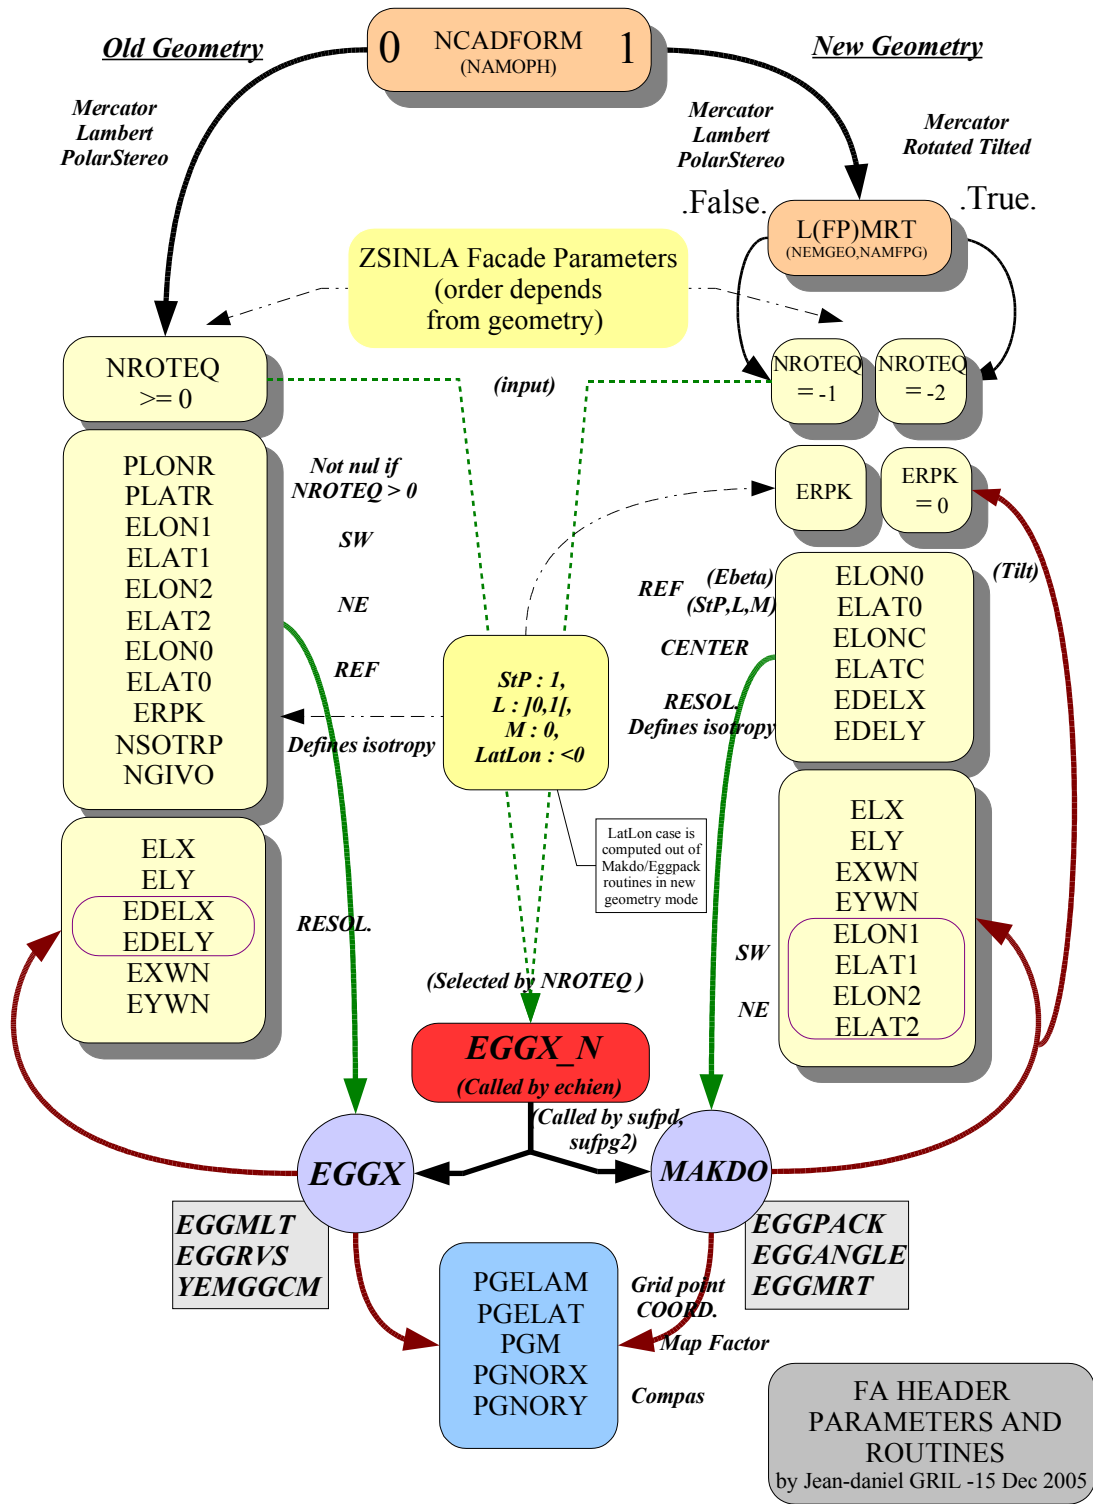 Old Geometry
0 NCADFORM 1
(NAMOPH)
New Geometry
Mercator
Lambert
PolarStereo
Mercator
Lambert
PolarStereo
Mercator
Rotated Tilted
.False.
.True.
L(FP)MRT
(NEMGEO,NAMFPG)
ZSINLA Facade Parameters
(order depends
from geometry)
NROTEQ
>= 0
(input)
NROTEQ
= -1
NROTEQ
= -2
PLONR
PLATR
ELON1
ELAT1
ELON2
ELAT2
ELON0
ELAT0
ERPK
NSOTRP
NGIVO
Not nul if
NROTEQ > 0
SW
NE
REF
Defines isotropy
ERPK
ERPK
= 0
(Tilt)
REF (Ebeta)
(StP,L,M)
CENTER
RESOL.
Defines isotropy
ELON0
ELAT0
ELONC
ELATC
EDELX
EDELY
StP : 1,
L : ]0,1[,
M : 0,
LatLon : <0
LatLon case is
computed out of
Makdo/Eggpack
routines in new
geometry mode
ELX
ELY
EDELX
EDELY
EXWN
EYWN
RESOL.
ELX
ELY
EXWN
EYWN
ELON1
ELAT1
ELON2
ELAT2
SW
NE
(Selected by NROTEQ )
EGGX_N
(Called by echien)
(Called by sufpd,
sufpg2)
EGGX
MAKDO
EGGMLT
EGGRVS
YEMGGCM
EGGPACK
EGGANGLE
EGGMRT
PGELAM
PGELAT
PGM
PGNORX
PGNORY
Grid point
COORD.
Map Factor
Compas
FA HEADER
PARAMETERS AND
ROUTINES
by Jean-daniel GRIL -15 Dec 2005